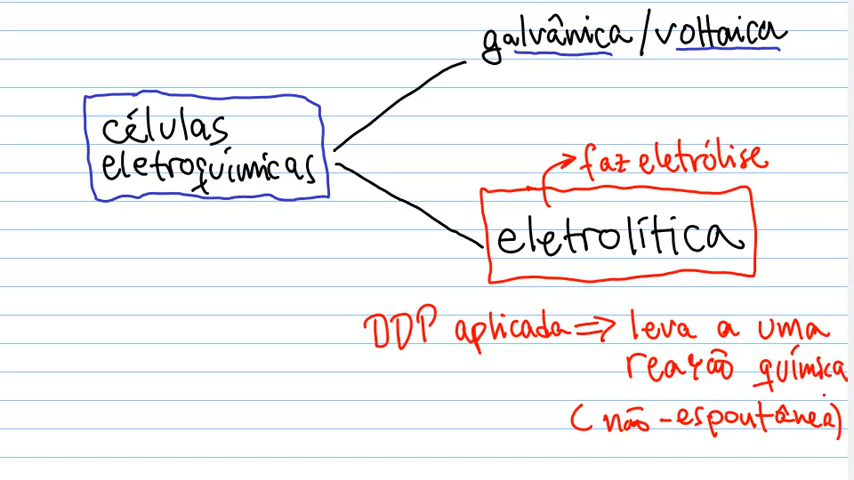 galvânica / voltaica
células
eletroquímicas
faz eletrólise
eletrolítica
DDP aplicada ⇒ leva a uma
reação química
(não-espontânea)